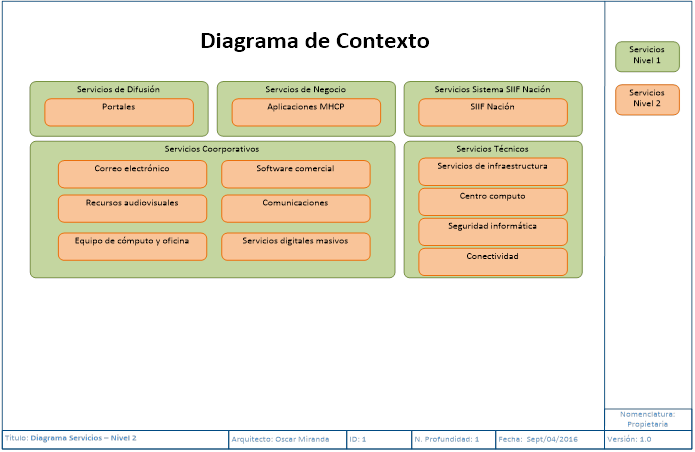 Diagrama de Contexto
Servicios
Nivel 1
Servicios
Nivel 2
Servicios de Difusión
Portales
Servcios de Negocio
Aplicaciones MHCP
Servicios Sistema SIIF Nación
SIIF Nación
Servicios Coorporativos
Correo electrónico
Software comercial
Recursos audiovisuales
Comunicaciones
Equipo de cómputo y oficina
Servicios digitales masivos
Servicios Técnicos
Servicios de infraestructura
Centro computo
Seguridad informática
Conectividad
Nomenclatura:
Propietaria
Título: Diagrama Servicios – Nivel 2
Arquitecto: Oscar Miranda
ID: 1
N. Profundidad: 1
Fecha: Sept/04/2016
Versión: 1.0